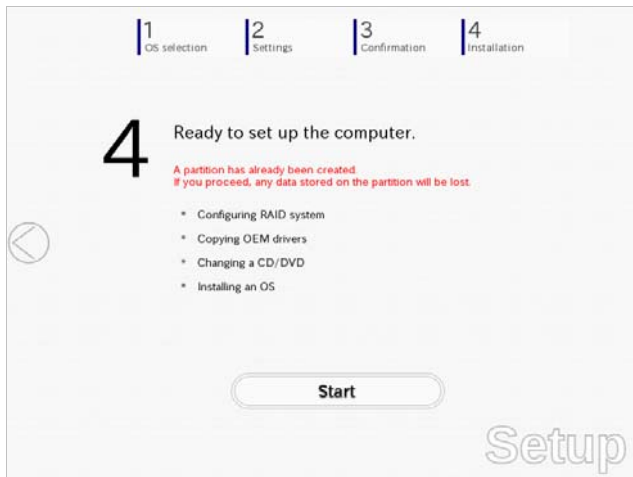 1
OS selection
2
Settings
3
Confirmation
4
Installation
4
Ready to set up the computer.
A partition has already been created.
If you proceed, any data stored on the partition will be lost.
Configuring RAID system
Copying OEM drivers
Changing a CD/DVD
Installing an OS
Start
Setup